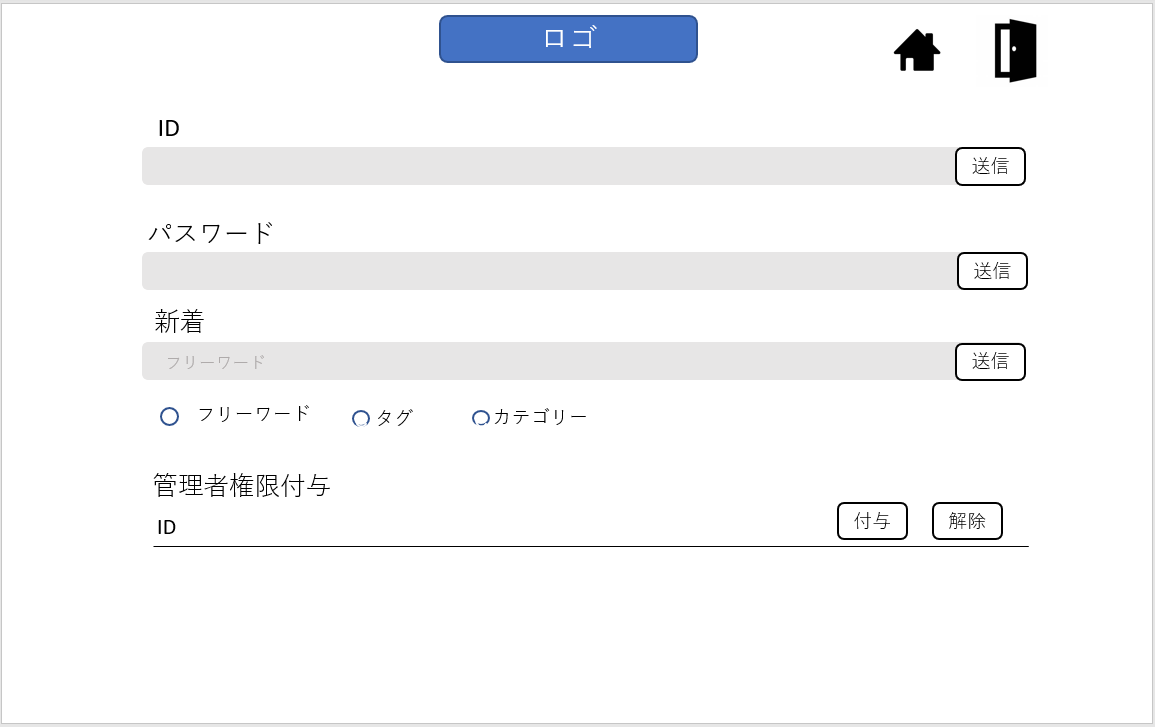 ロゴ
ID
送信
パスワード
送信
新着
フリーワード
送信
フリーワード
タグ
カテゴリー
管理者権限付与
ID
付与
解除